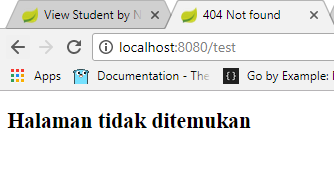 View Student by N
404 Not found
localhost:8080/test
Apps
Documentation - The
Go by Example:
Halaman tidak ditemukan